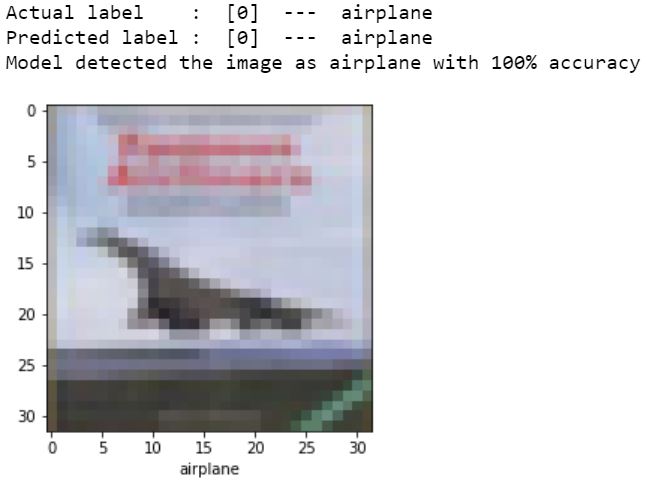 Actual label    :  [0]  ---  airplane
Predicted label :  [0]  ---  airplane
Model detected the image as airplane with 100% accuracy
0
5
10
15
20
25
30
0 5 10 15 20 25 30
airplane